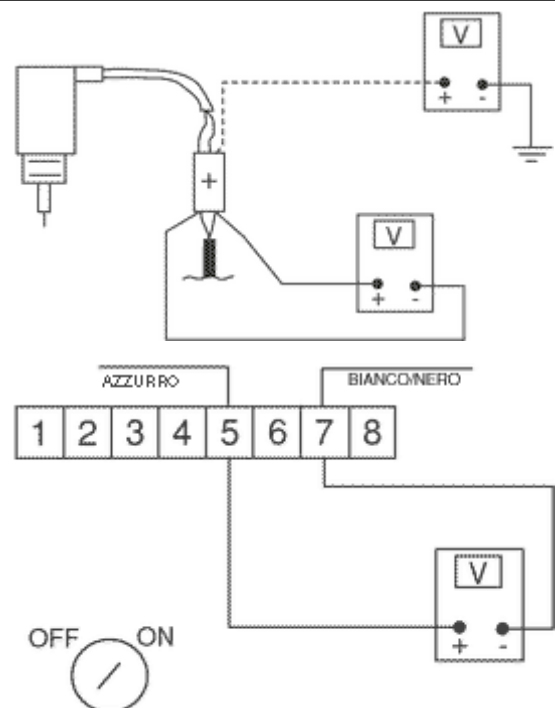 V
+ -
+
V
+ -
AZZURRO BIANCO/NERO
1 2 3 4 5 6 7 8
V
+ -
OFF ON